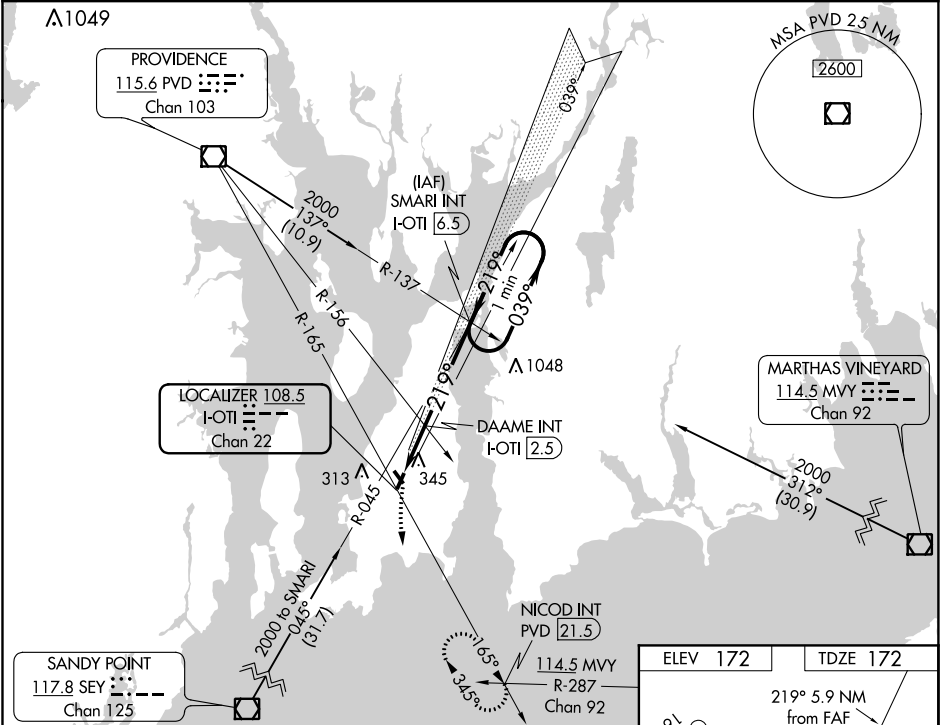 1049
PROVIDENCE
115.6 PVD
Chan 103
MSA PVD 25 NM
2600
039°
(IAF)
SMARI INT
I-OTI 6.5
2000
137°
(10.9)
R-137
R-156
R-165
219°
1 min
039°
1048
219°
LOCALIZER 108.5
I-OTI
Chan 22
DAAME INT
I-OTI 2.5
MARTHAS VINEYARD
114.5 MVY
Chan 92
313
345
R-045
2000
312°
(30.9)
2000 to SMARI
045°
(31.7)
NICOD INT
PVD 21.5
165°
345°
114.5 MVY
R-287
Chan 92
SANDY POINT
117.8 SEY
Chan 125
ELEV 172
TDZE 172
219° 5.9 NM
from FAF
16